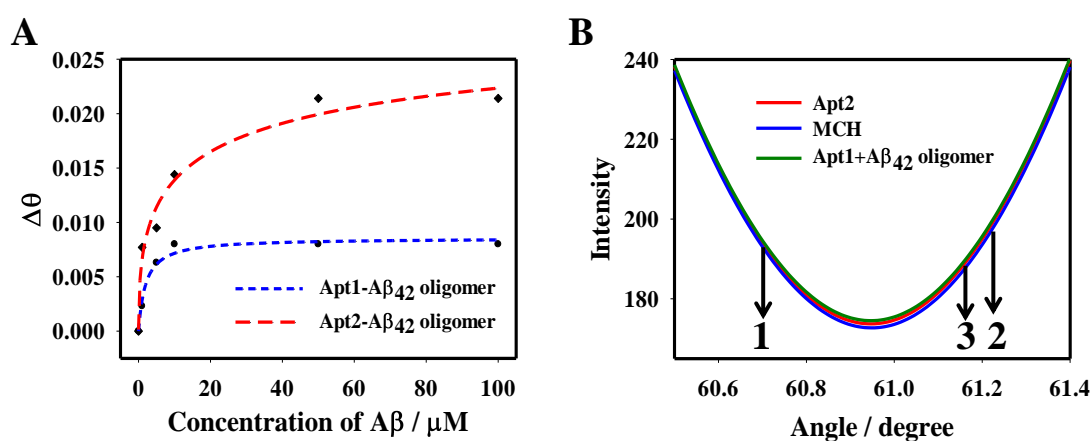 A
0.025
0.020
0.015
0.010
0.005
0.000
Δθ
Apt1-Aβ42 oligomer
Apt2-Aβ42 oligomer
0 20 40 60 80 100
Concentration of Aβ / μM
B
240
220
200
180
Intensity
Apt2
MCH
Apt1+Aβ42 oligomer
1 3 2
60.6 60.8 61.0 61.2 61.4
Angle / degree